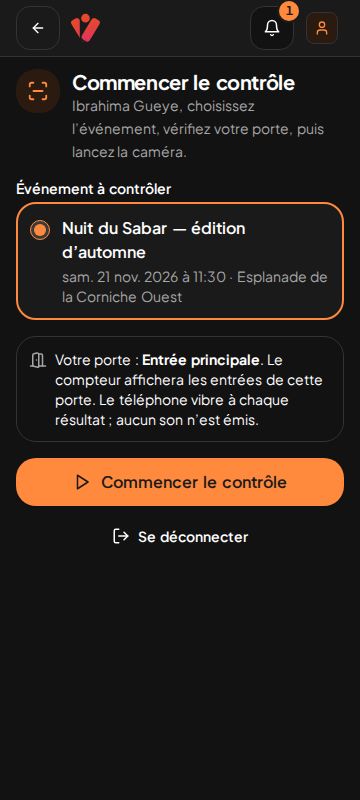 1
Commencer le contrôle
Ibrahima Gueye, choisissez
l’événement, vérifiez votre porte, puis
lancez la caméra.
Événement à contrôler
Nuit du Sabar — édition
d’automne
sam. 21 nov. 2026 à 11:30 · Esplanade de
la Corniche Ouest
Votre porte : Entrée principale. Le
compteur affichera les entrées de cette
porte. Le téléphone vibre à chaque
résultat ; aucun son n’est émis.
Commencer le contrôle
Se déconnecter